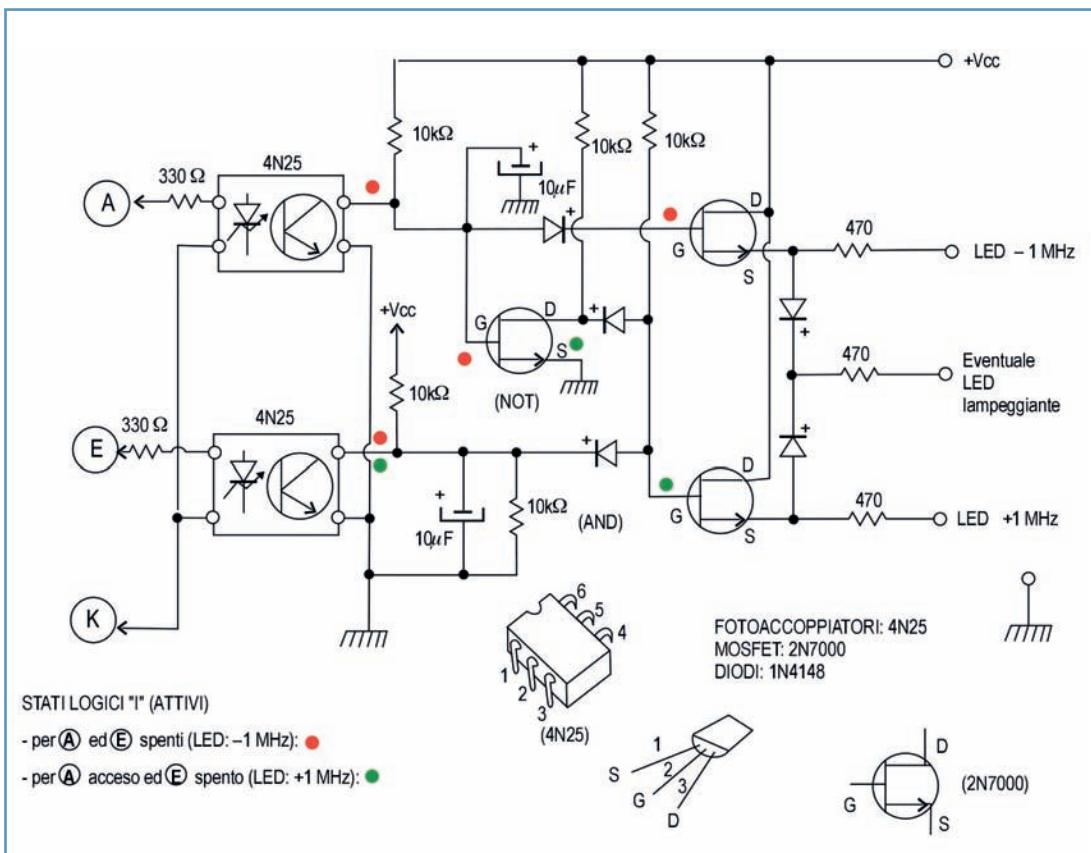 +Vcc
10kΩ
10kΩ
10kΩ
4N25
+
10µF
330 Ω
A
+
D
G
S
470
LED – 1 MHz
+Vcc
G
D
S
+
+
470
Eventuale
LED
lampeggiante
(NOT)
10kΩ
4N25
330 Ω
E
+
+
10µF
10kΩ
(AND)
D
G
S
+
470
LED +1 MHz
K
6
5
4
1
2
3
(4N25)
FOTOACCOPPIATORI: 4N25
MOSFET: 2N7000
DIODI: 1N4148
STATI LOGICI "I" (ATTIVI)
- per A ed E spenti (LED: –1 MHz):
- per A acceso ed E spento (LED: +1 MHz):
1
2
3
S
G
D
D
G
S
(2N7000)